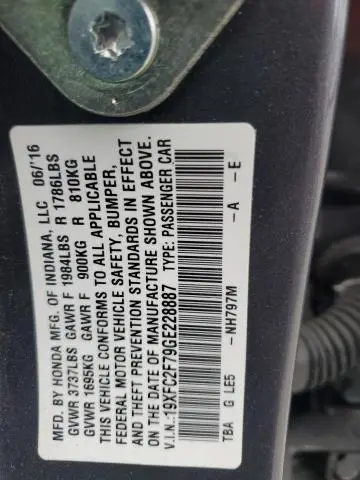 MFD. BY HONDA MFG. OF INDIANA, LLC 06/'16
GVWR 3737LBS GAWR F 1984LBS R 1786LBS
GVWR 1695KG GAWR F 900KG R 810KG
THIS VEHICLE CONFORMS TO ALL APPLICABLE
FEDERAL MOTOR VEHICLE SAFETY, BUMPER,
AND THEFT PREVENTION STANDARDS IN EFFECT
ON THE DATE OF MANUFACTURE SHOWN ABOVE.
V.I.N.:19XFC2F79GE228887 TYPE: PASSENGER CAR
TBA G LE5 -NH797M -A -E